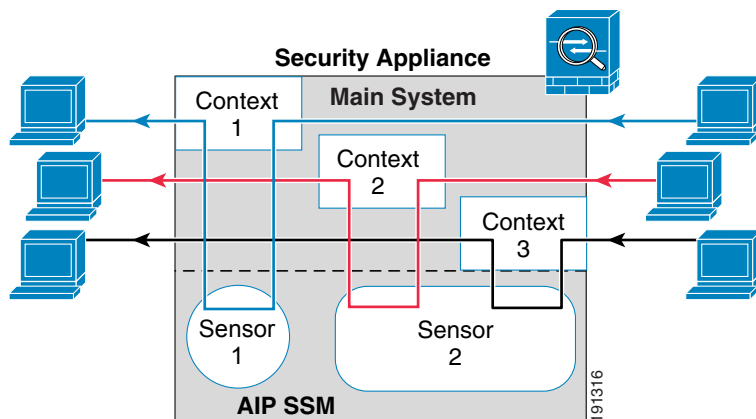 Security Appliance
Main System
Context
1
Context
2
Context
3
Sensor
1
Sensor
2
AIP SSM
191316